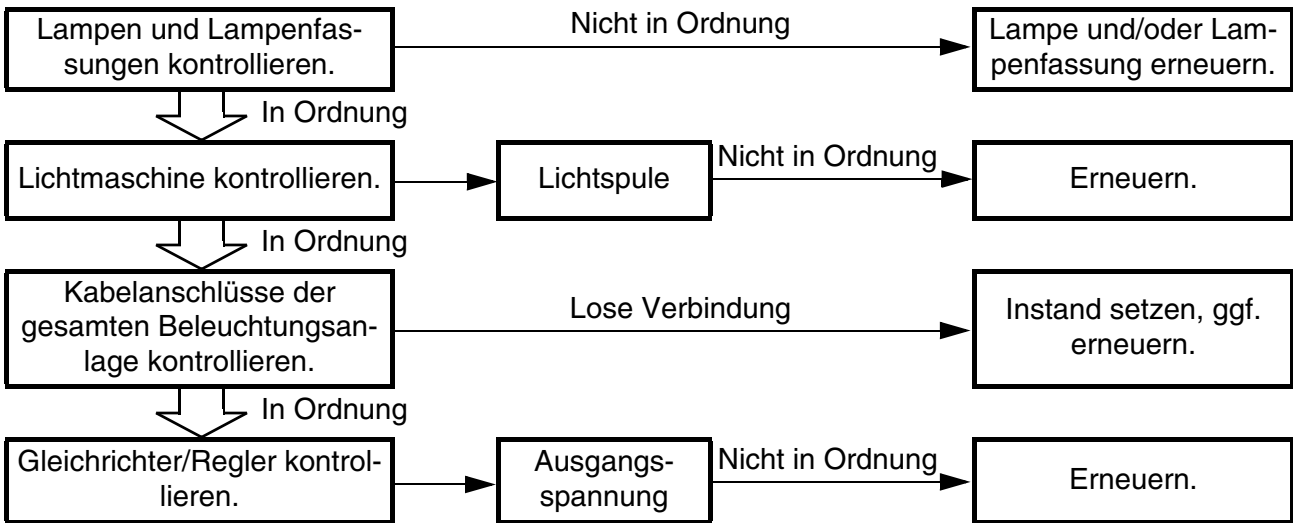 Lampen und Lampenfas-
sungen kontrollieren.
Nicht in Ordnung
Lampe und/oder Lam-
penfassung erneuern.
In Ordnung
Lichtmaschine kontrollieren.
Lichtspule
Nicht in Ordnung
Erneuern.
In Ordnung
Kabelanschlüsse der
gesamten Beleuchtungsan-
lage kontrollieren.
Lose Verbindung
Instand setzen, ggf.
erneuern.
In Ordnung
Gleichrichter/Regler kontrol-
lieren.
Ausgangs-
spannung
Nicht in Ordnung
Erneuern.